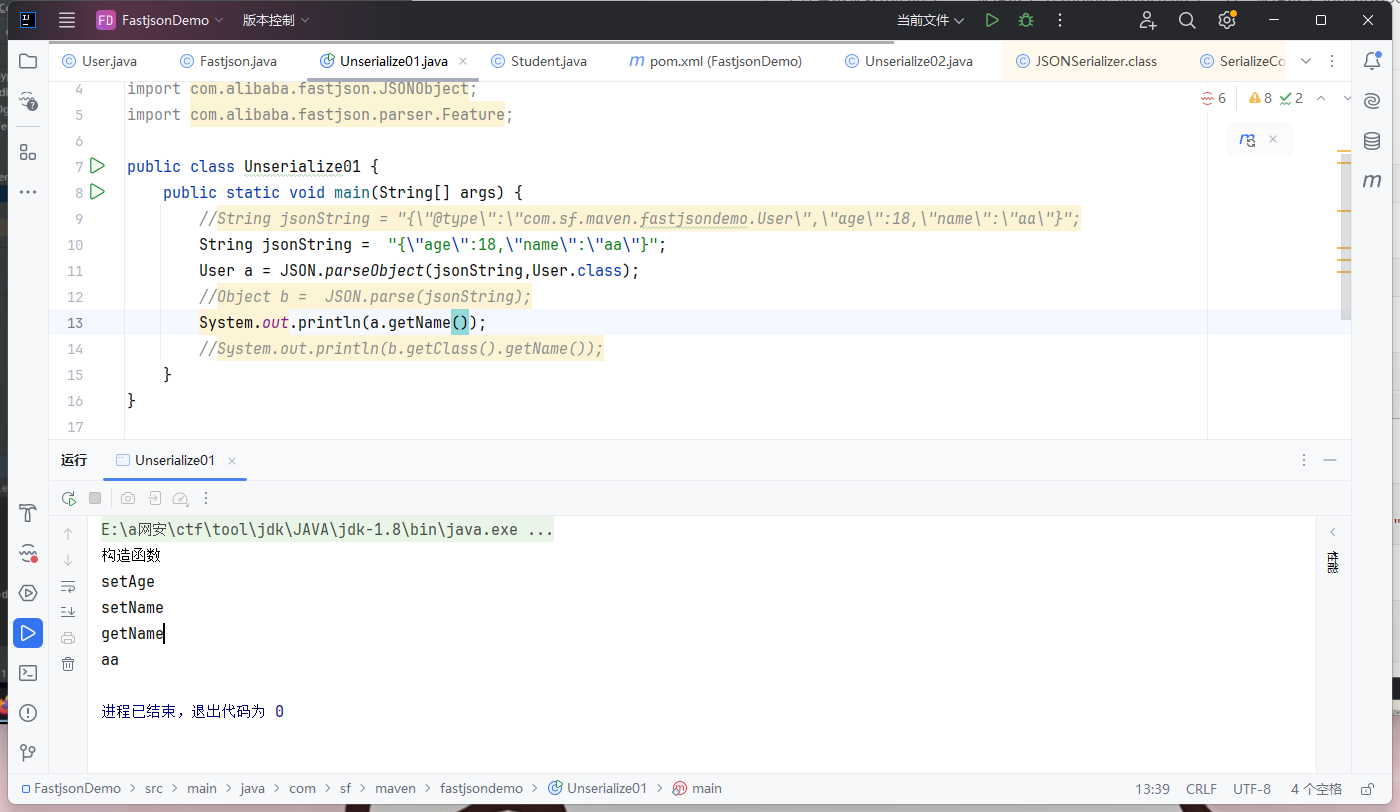 FD FastjsonDemo 版本控制 当前文件
User.java Fastjson.java Unserialize01.java Student.java pom.xml (FastjsonDemo) Unserialize02.java JSONSerializer.class SerializeCo
6 8 2
4 import com.alibaba.fastjson.JSONObject;
5 import com.alibaba.fastjson.parser.Feature;
6
7 public class Unserialize01 {
8 public static void main(String[] args) {
9 //String jsonString = "{\"@type\":\"com.sf.maven.fastjsondemo.User\",\"age\":18,\"name\":\"aa\"}";
10 String jsonString =  "{\"age\":18,\"name\":\"aa\"}";
11 User a = JSON.parseObject(jsonString,User.class);
12 //Object b =  JSON.parse(jsonString);
13 System.out.println(a.getName());
14 //System.out.println(b.getClass().getName());
15 }
16 }
17
运行 Unserialize01
E:\a网安\ctf\tool\jdk\JAVA\jdk-1.8\bin\java.exe ...
构造函数
setAge
setName
getName
aa
进程已结束，退出代码为 0
FastjsonDemo > src > main > java > com > sf > maven > fastjsondemo > Unserialize01 > main 13:39 CRLF UTF-8 4 个空格